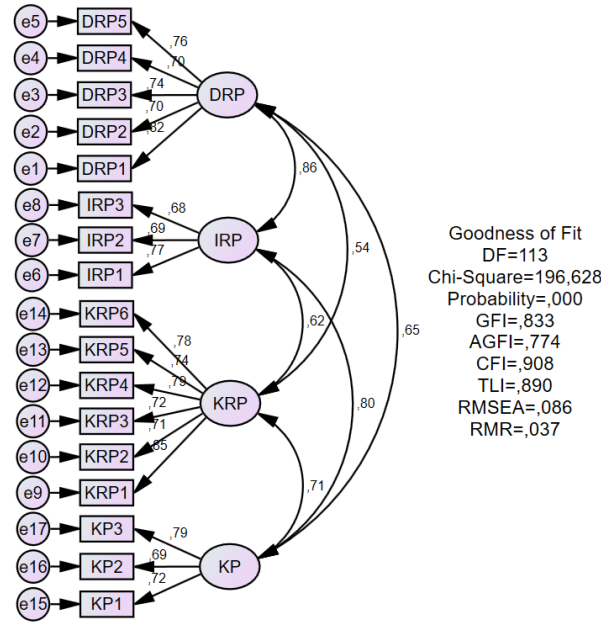 e5 DRP5
,76
e4 DRP4
,70
e3 DRP3
,74
DRP
e2 DRP2
,70
,82
e1 DRP1
,86
e8 IRP3
,68
e7 IRP2
,69
IRP
e6 IRP1
,77
,54
e14 KRP6
,78
,62
,65
e13 KRP5
,74
e12 KRP4
,79
,80
KRP
e11 KRP3
,72
,71
e10 KRP2
,85
e9 KRP1
,71
e17 KP3
,79
e16 KP2
,69
KP
e15 KP1
,72
Goodness of Fit
DF=113
Chi-Square=196,628
Probability=,000
GFI=,833
AGFI=,774
CFI=,908
TLI=,890
RMSEA=,086
RMR=,037